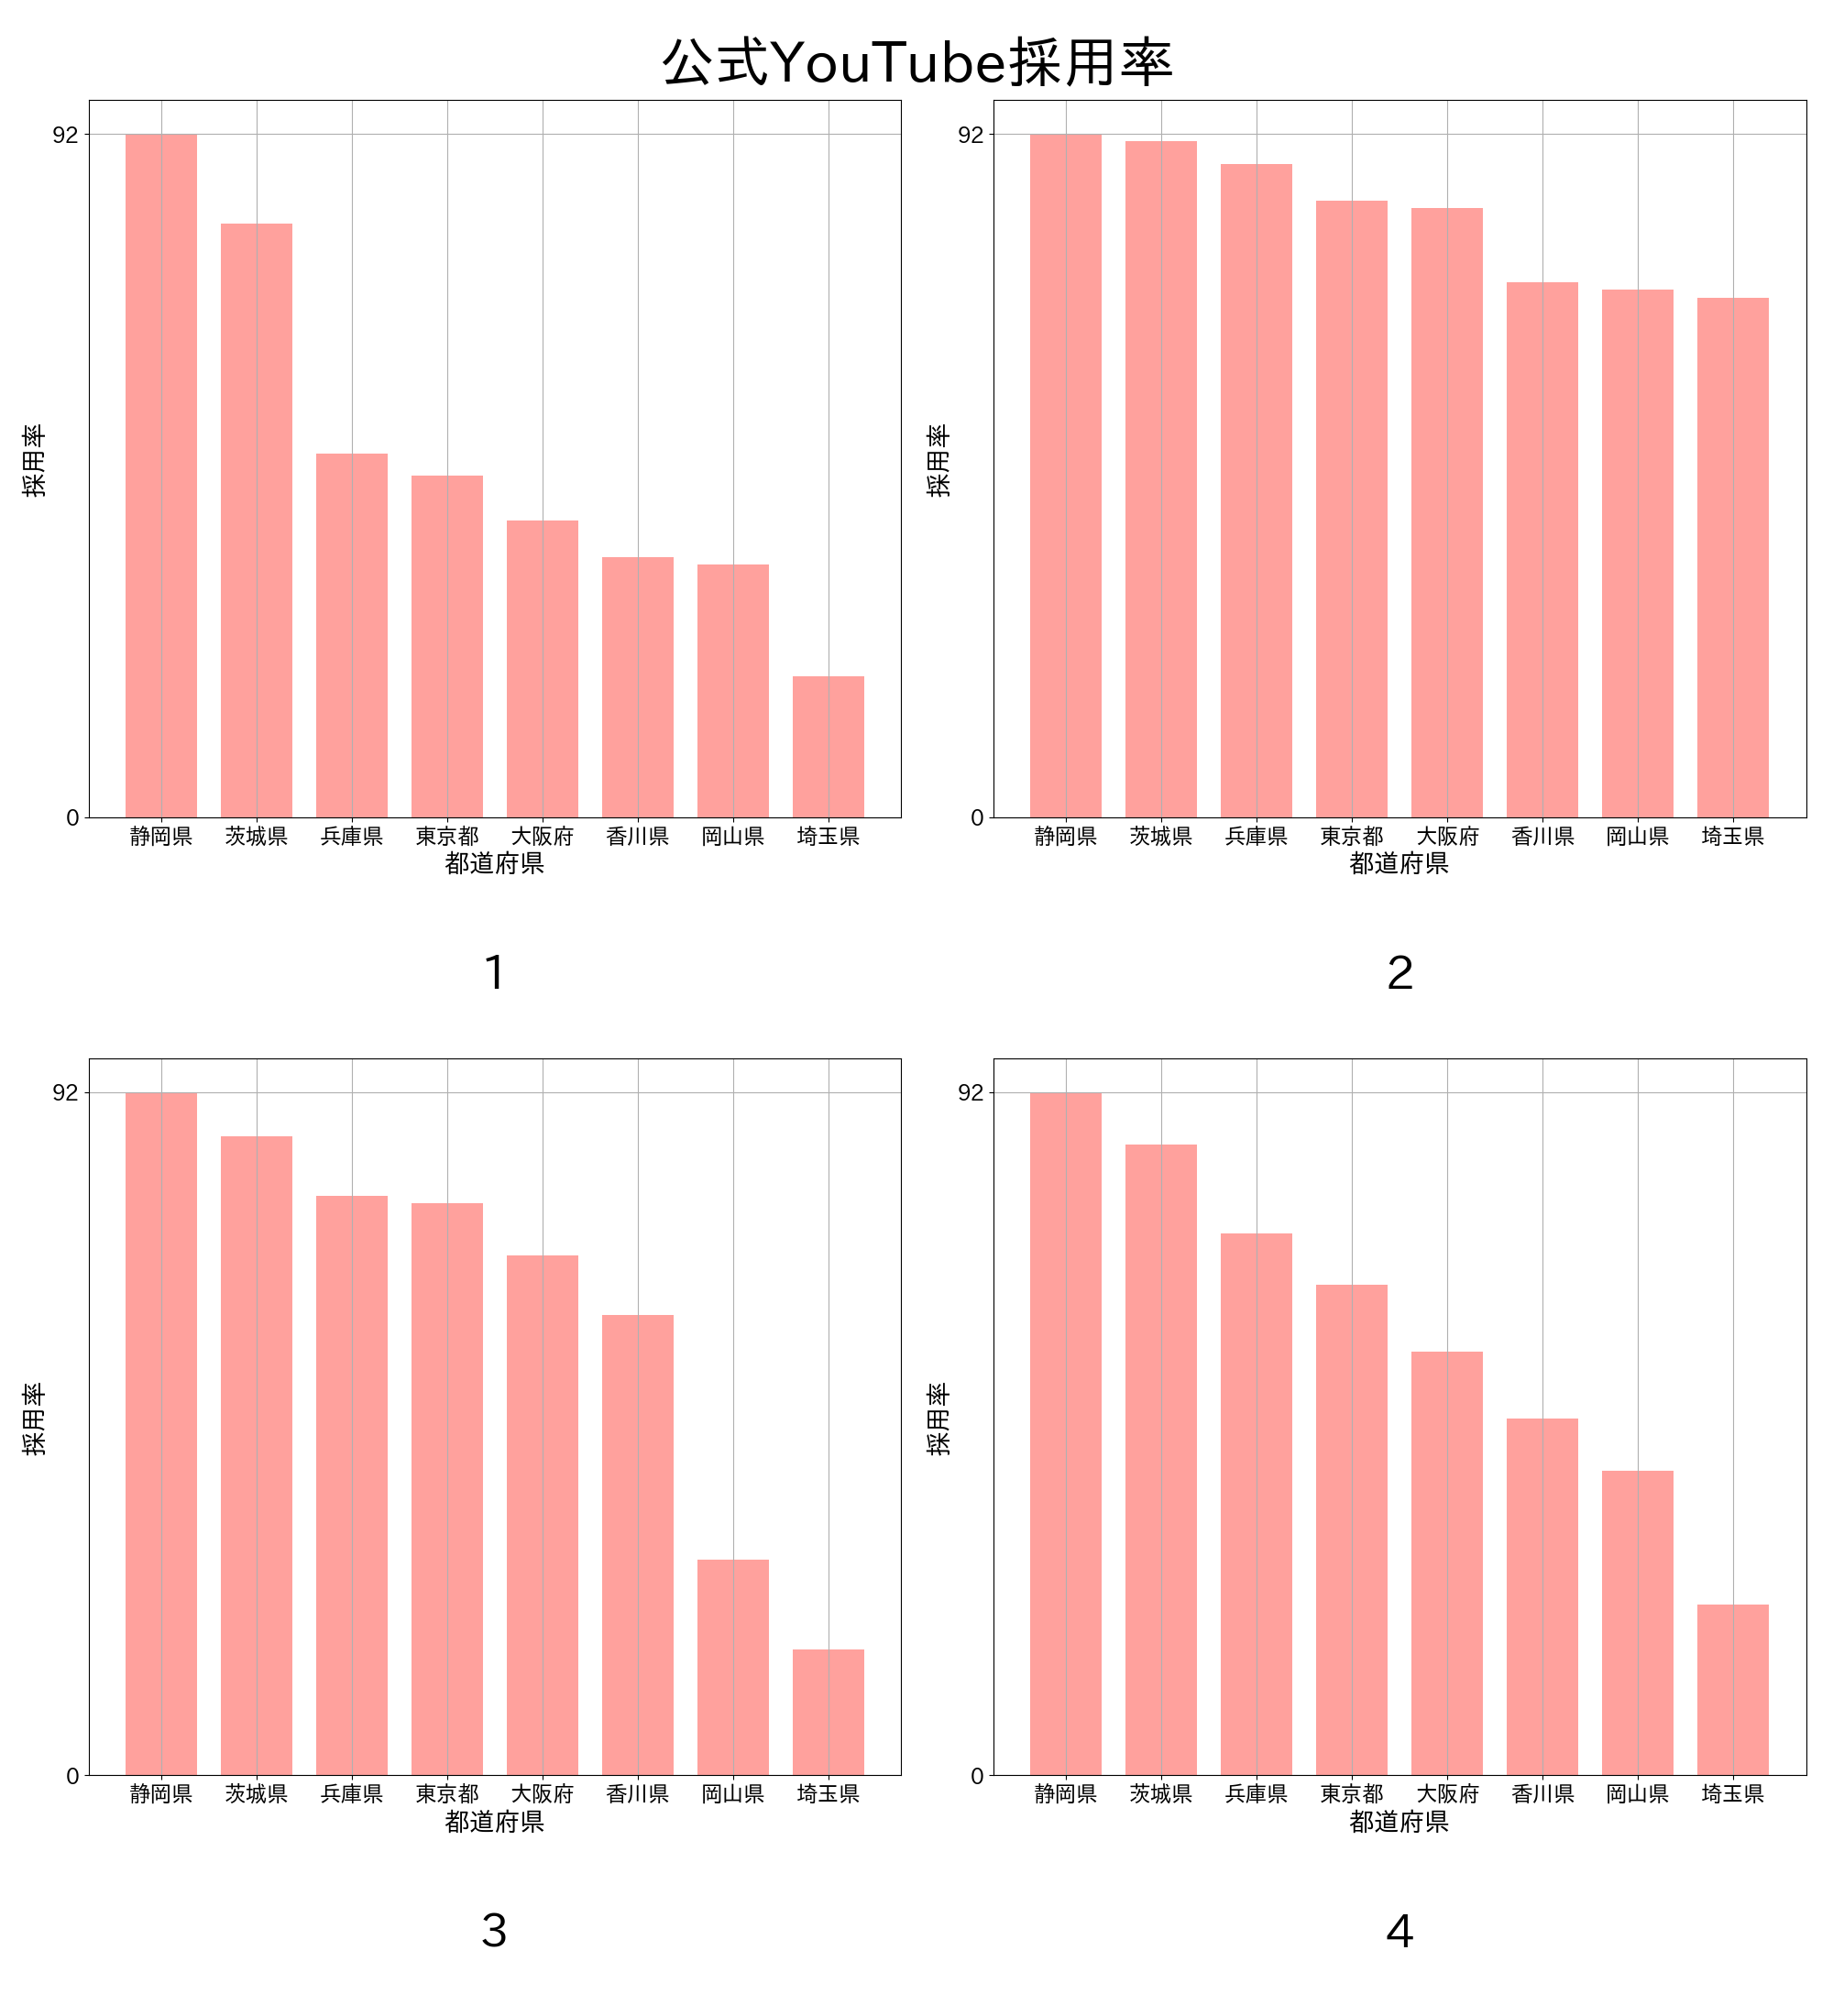 公式YouTube採用率
92
0
採用率
静岡県 茨城県 兵庫県 東京都 大阪府 香川県 岡山県 埼玉県
都道府県
1
92
0
採用率
静岡県 茨城県 兵庫県 東京都 大阪府 香川県 岡山県 埼玉県
都道府県
2
92
0
採用率
静岡県 茨城県 兵庫県 東京都 大阪府 香川県 岡山県 埼玉県
都道府県
3
92
0
採用率
静岡県 茨城県 兵庫県 東京都 大阪府 香川県 岡山県 埼玉県
都道府県
4